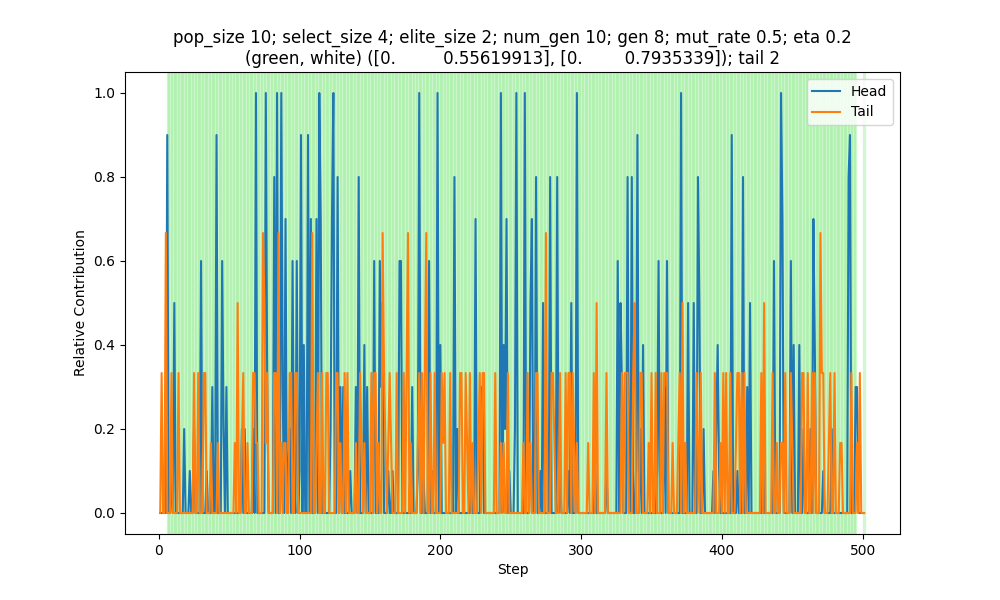 pop_size 10; select_size 4; elite_size 2; num_gen 10; gen 8; mut_rate 0.5; eta 0.2
(green, white) ([0.         0.55619913], [0.        0.7935339]); tail 2
Head
Tail
1.0
0.8
0.6
0.4
0.2
0.0
Relative Contribution
0
100
200
300
400
500
Step